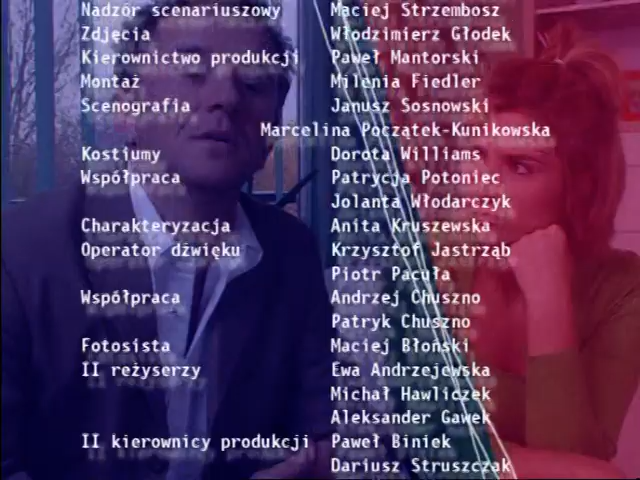 Nadzór scenariuszowy Maciej Strzembosz
Zdjęcia Włodzimierz Głodek
Kierownictwo produkcji Paweł Mantorski
Montaż Milenia Fiedler
Scenografia Janusz Sosnowski
Marcelina Początek-Kunikowska
Kostiumy Dorota Williams
Współpraca Patrycja Potoniec
Jolanta Włodarczyk
Charakteryzacja Anita Kruszewska
Operator dźwięku Krzysztof Jastrząb
Piotr Pacuła
Współpraca Andrzej Chuszno
Patryk Chuszno
Fotosista Maciej Błoński
II reżyserzy Ewa Andrzejewska
Michał Hawliczek
Aleksander Gawek
II kierownicy produkcji Paweł Biniek
Dariusz Struszczak